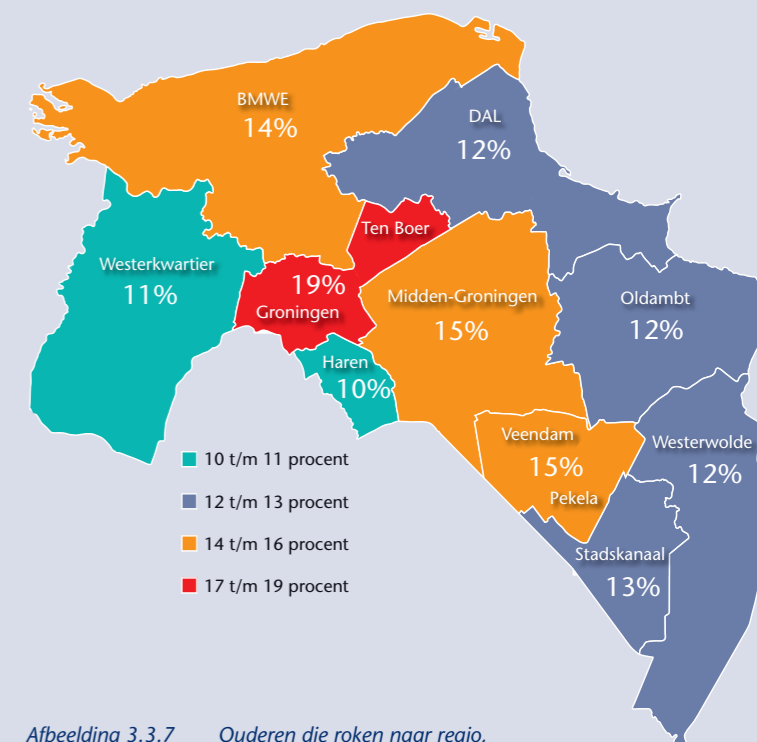 BMWE
14%
DAL
12%
Ten Boer
Westerkwartier
11%
19%
Groningen
Midden-Groningen
15%
Oldambt
12%
Haren
10%
Veendam
15%
Pekela
Westerwolde
12%
Stadskanaal
13%
10 t/m 11 procent
12 t/m 13 procent
14 t/m 16 procent
17 t/m 19 procent
Afbeelding 3.3.7 Ouderen die roken naar regio.